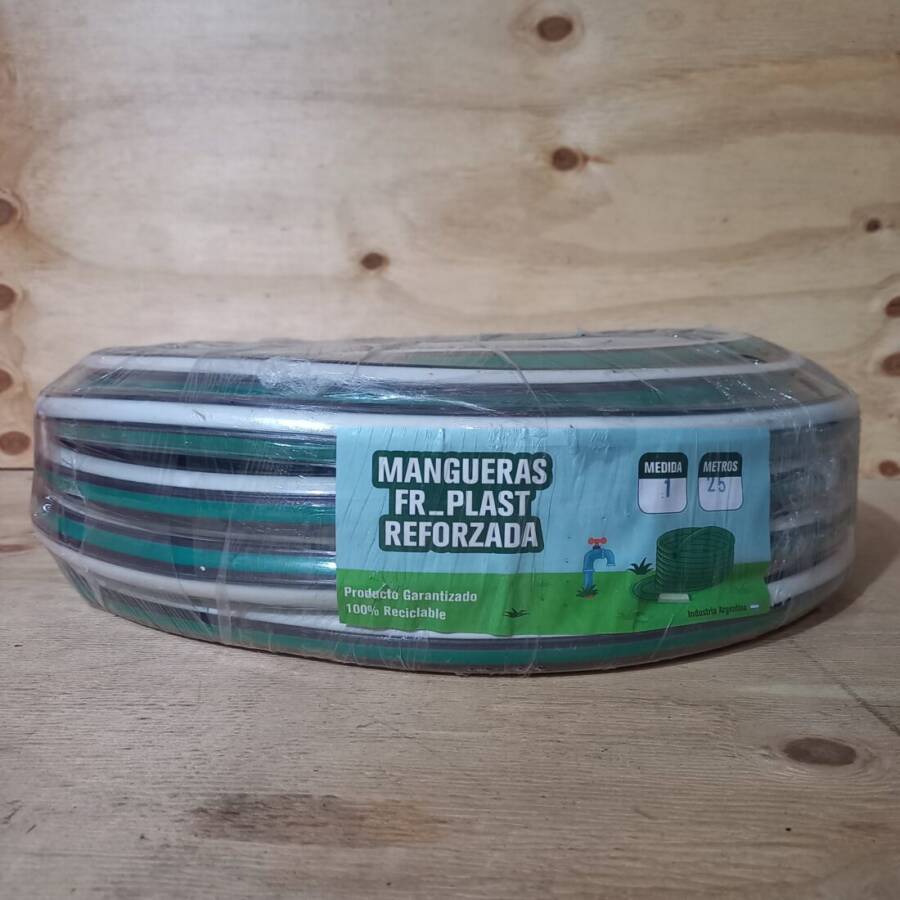 MANGUERAS
FR_PLAST
REFORZADA
MEDIDA
1
METROS
25
Producto Garantizado
100% Reciclable
Industria Argentina